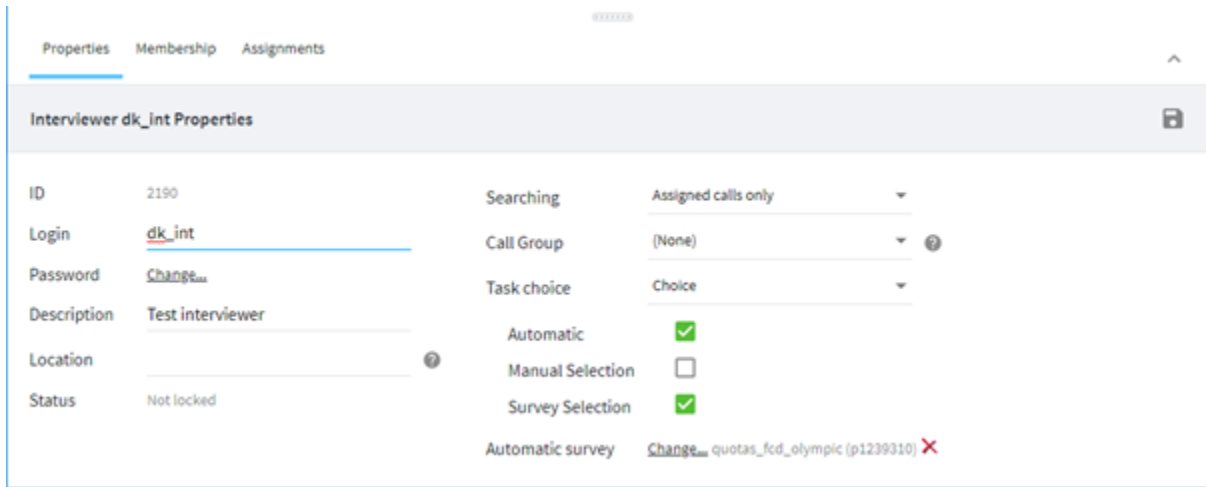 Properties Membership Assignments
Interviewer dk_int Properties
ID 2190
Login dk_int
Password Change...
Description Test interviewer
Location
Status Not locked
Searching Assigned calls only
Call Group (None)
Task choice Choice
Automatic
Manual Selection
Survey Selection
Automatic survey Change... quotas_fcd_olympic (p1239310)